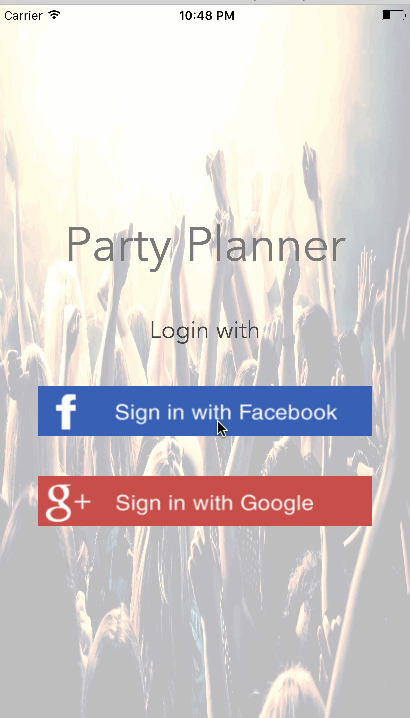 Carrier 10:48 PM
Party Planner
Login with
f Sign in with Facebook
g+ Sign in with Google